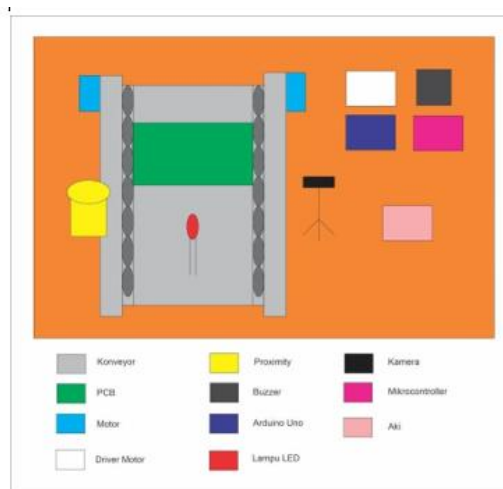 Konveyor Proximity Kamera
PCB Buzzer Mikrocontroller
Motor Arduino Uno Aki
Driver Motor Lampu LED